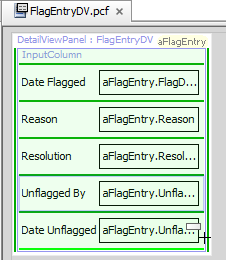 FlagEntryDV.pcf ×
DetailViewPanel : FlagEntryDV aFlagEntry
InputColumn
Date Flagged aFlagEntry.FlagD...
Reason aFlagEntry.Reason
Resolution aFlagEntry.Resol...
Unflagged By aFlagEntry.Unfla...
Date Unflagged aFlagEntry.Unfla...